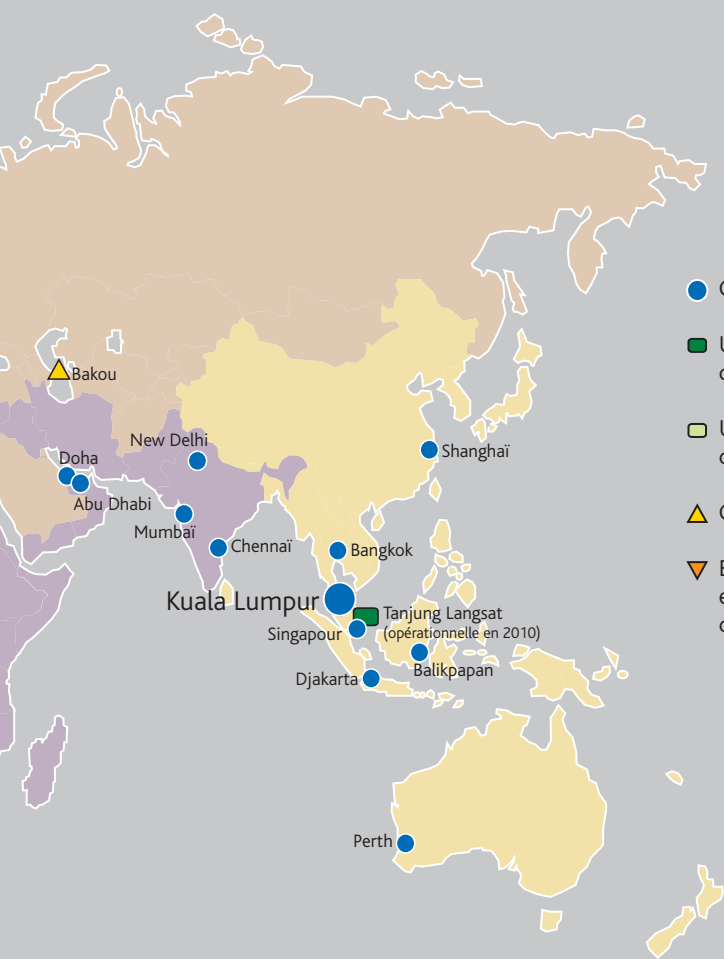 Bakou
New Delhi
Doha
Shanghaï
Abu Dhabi
Mumbaï
Chennaï
Bangkok
Kuala Lumpur
Tanjung Langsat
(opérationnelle en 2010)
Singapour
Balikpapan
Djakarta
Perth